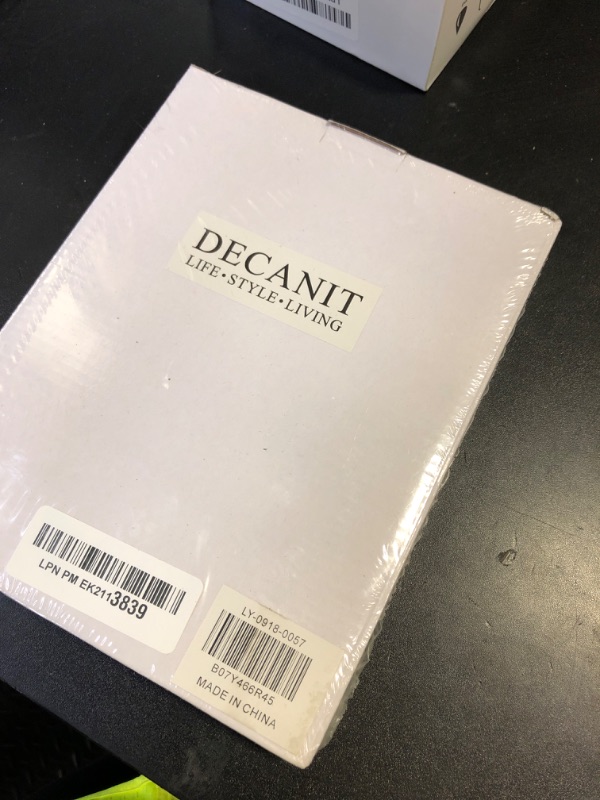 DECANIT
LIFE•STYLE•LIVING
LPN PM EK2113839
LY-0918-0057
B07Y466R45
MADE IN CHINA